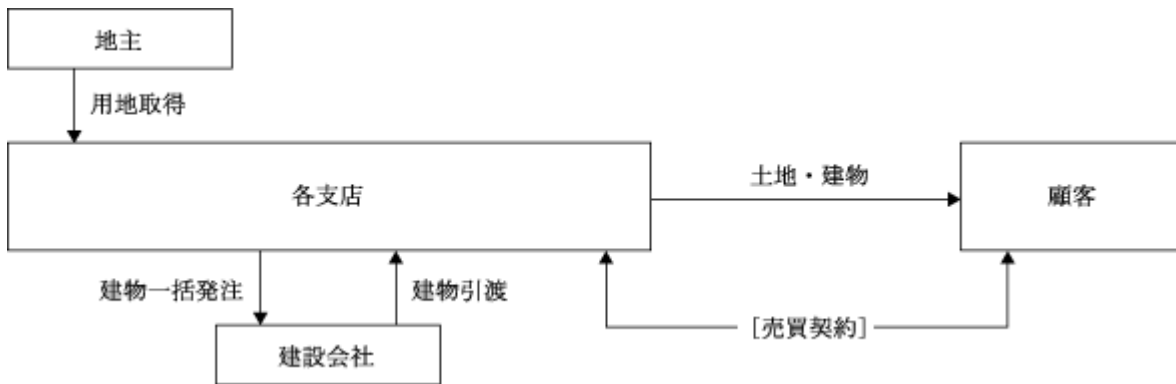 地主
用地取得
各支店
土地・建物
顧客
建物一括発注
建物引渡
[売買契約]
建設会社